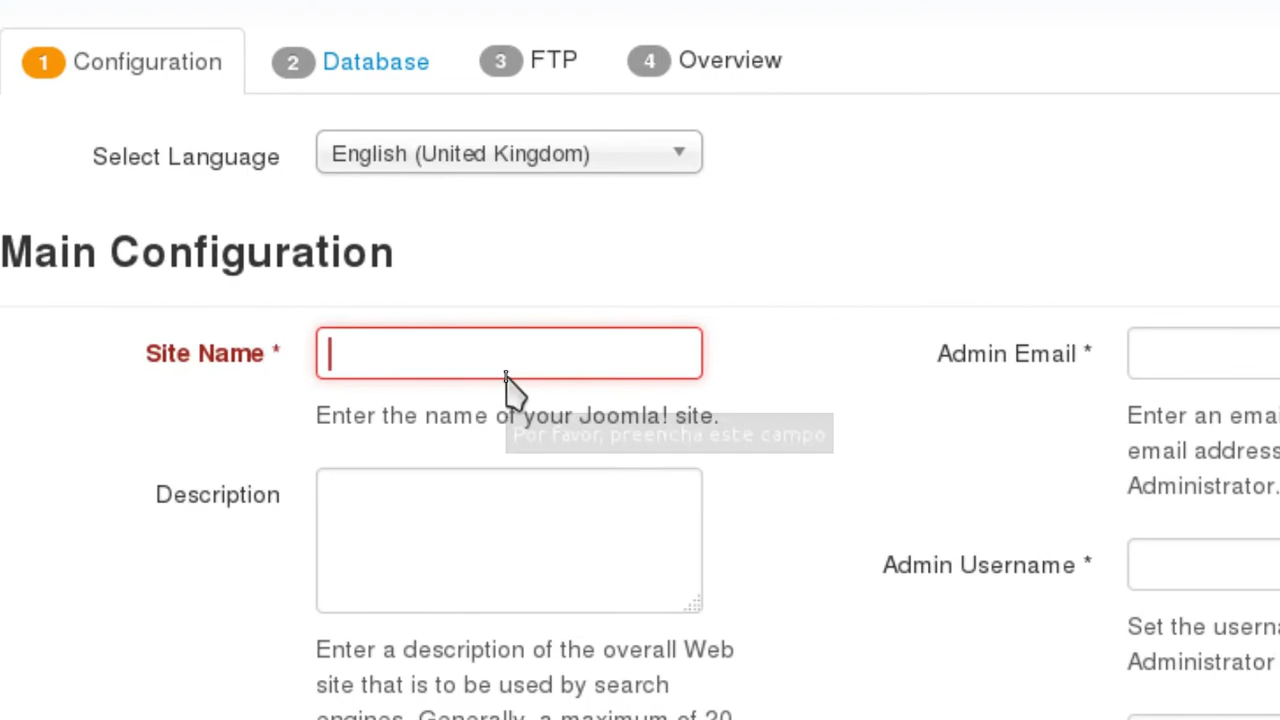 1 Configuration 2 Database 3 FTP 4 Overview
Select Language English (United Kingdom)
Main Configuration
Site Name *
Enter the name of your Joomla! site.
Por favor, preencha este campo
Description
Enter a description of the overall Web
site that is to be used by search
engines. Generally, a maximum of 20
Admin Email *
Enter an emai
email address
Administrator.
Admin Username *
Set the userna
Administrator